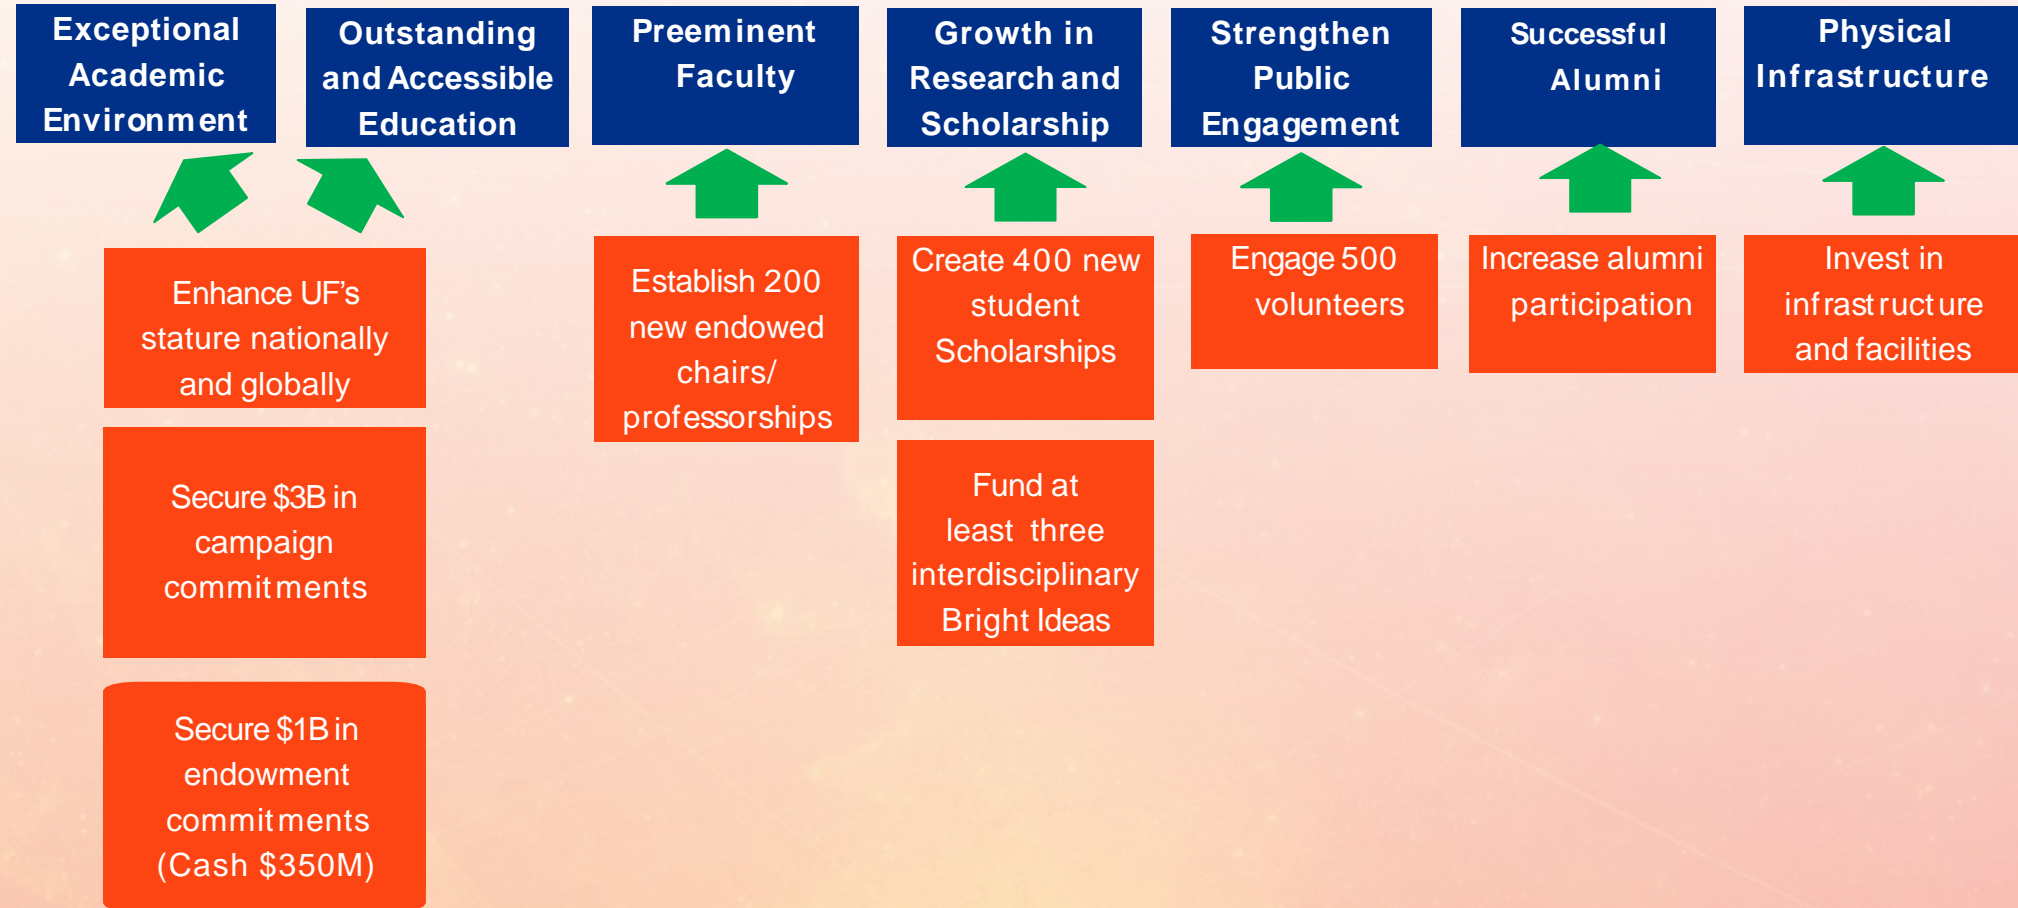 Exceptional
Academic
Environment
Outstanding
and Accessible
Education
Preeminent
Faculty
Growth in
Research and
Scholarship
Strengthen
Public
Engagement
Successful
Alumni
Physical
Infrastructure
Enhance UF’s
stature nationally
and globally
Secure $3B in
campaign
commitments
Secure $1B in
endowment
commitments
(Cash $350M)
Establish 200
new endowed
chairs/
professorships
Create 400 new
student
Scholarships
Fund at
least three
interdisciplinary
Bright Ideas
Engage 500
volunteers
Increase alumni
participation
Invest in
infrastructure
and facilities